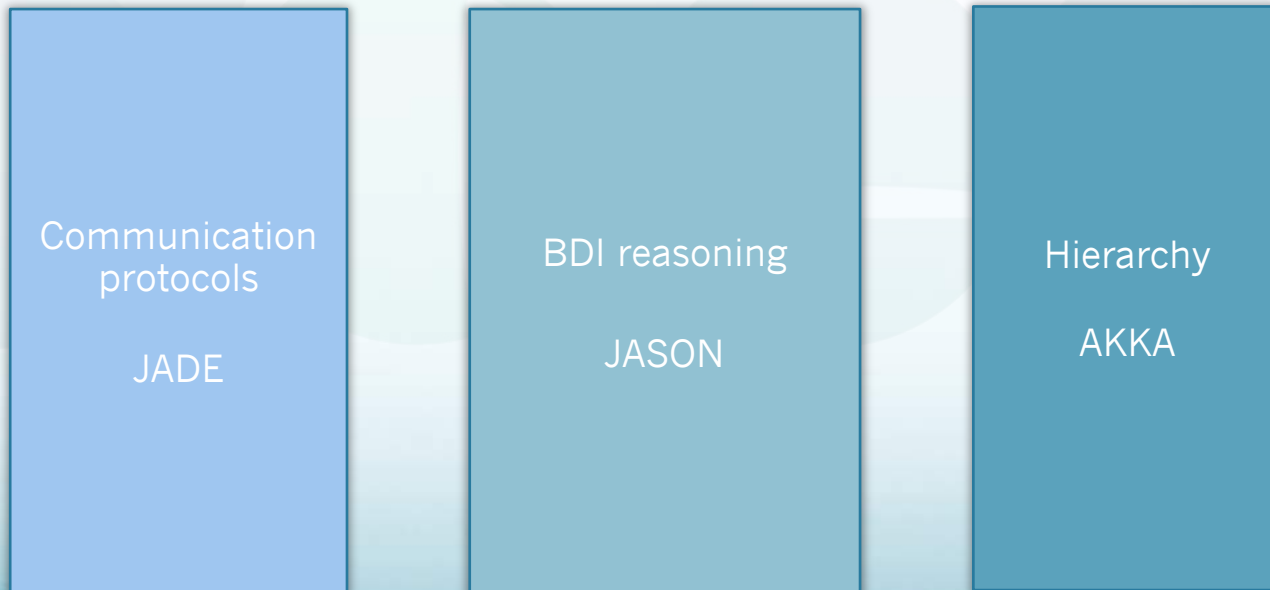 Communication
protocols
JADE
BDI reasoning
JASON
Hierarchy
AKKA